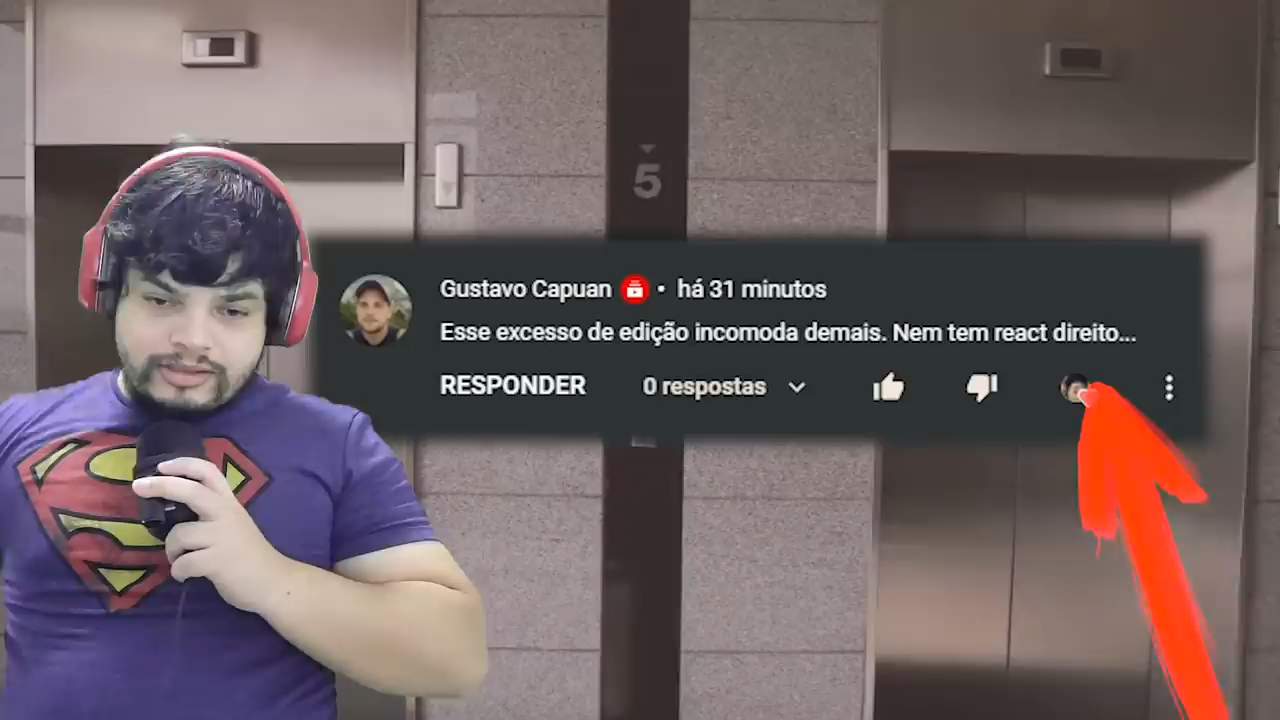 5
Gustavo Capuan • há 31 minutos
Esse excesso de edição incomoda demais. Nem tem react direito...
RESPONDER 0 respostas